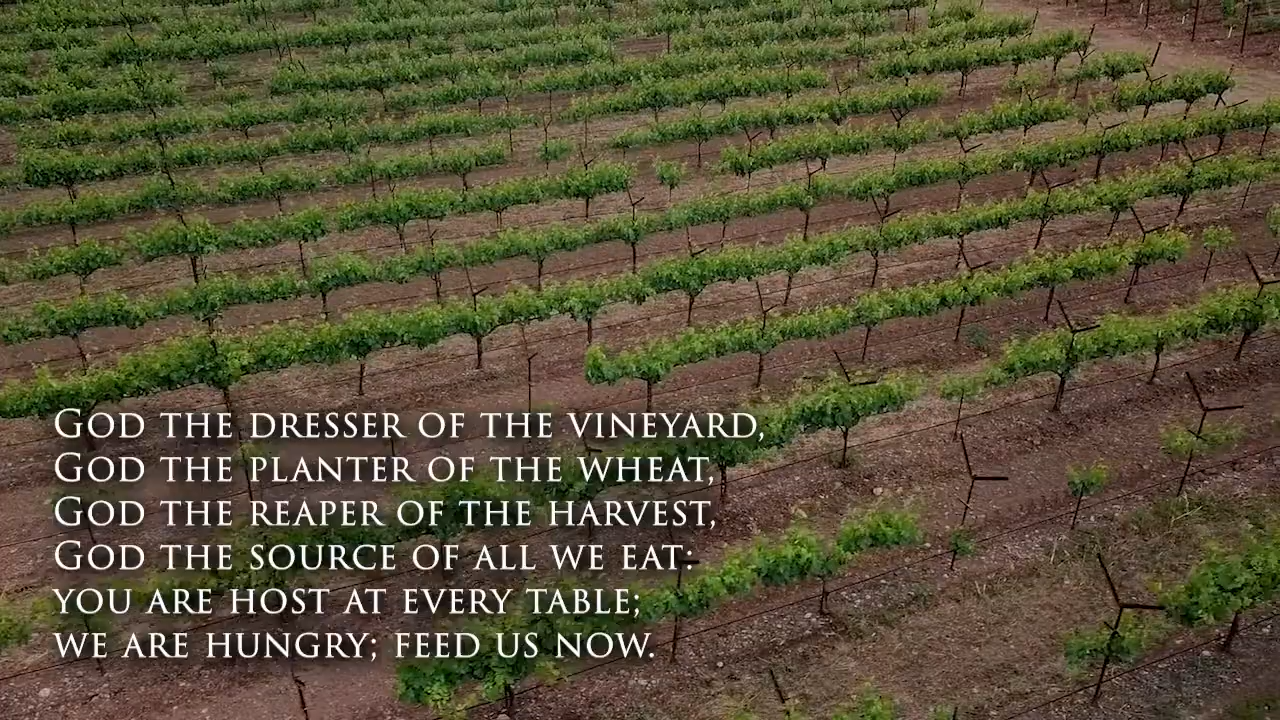 God the dresser of the vineyard,
God the planter of the wheat,
God the reaper of the harvest,
God the source of all we eat:
you are host at every table;
we are hungry; feed us now.